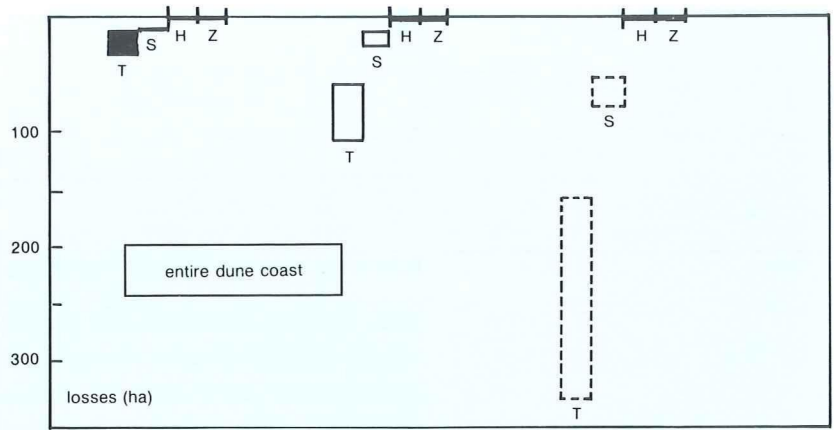 H Z H Z H Z
S
T
S
T
S
T
100
200
300
entire dune coast
losses (ha)